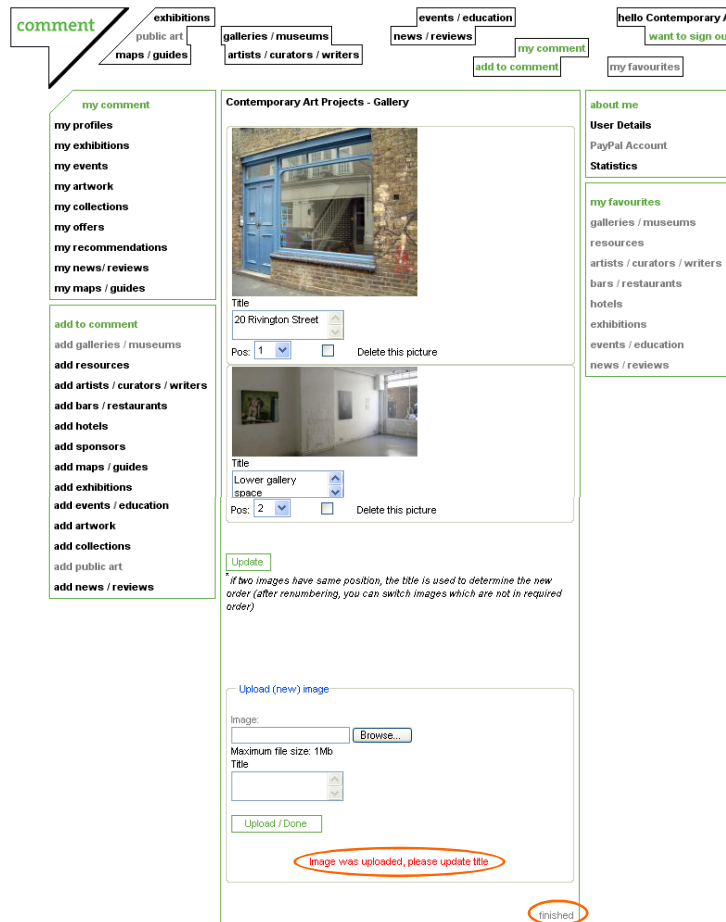 comment
exhibitions
public art
maps / guides
galleries / museums
artists / curators / writers
events / education
news / reviews
my comment
add to comment
hello Contemporary A
want to sign ou
my favourites
my comment
my profiles
my exhibitions
my events
my artwork
my collections
my offers
my recommendations
my news/ reviews
my maps / guides
add to comment
add galleries / museums
add resources
add artists / curators / writers
add bars / restaurants
add hotels
add sponsors
add maps / guides
add exhibitions
add events / education
add artwork
add collections
add public art
add news / reviews
Contemporary Art Projects - Gallery
Title
20 Rivington Street
Pos: 1 Delete this picture
Title
Lower gallery
space
Pos: 2 Delete this picture
Update
* if two images have same position, the title is used to determine the new
order (after renumbering, you can switch images which are not in required
order)
Upload (new) image
Image:
Browse...
Maximum file size: 1Mb
Title
Upload / Done
Image was uploaded, please update title
finished
about me
User Details
PayPal Account
Statistics
my favourites
galleries / museums
resources
artists / curators / writers
bars / restaurants
hotels
exhibitions
events / education
news / reviews